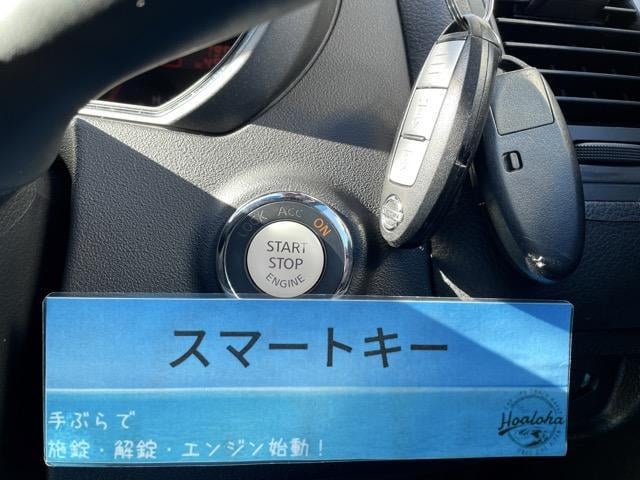 LOCK ACC ON
START
STOP
ENGINE
スマートキー
手ぶらで
施錠・解錠・エンジン始動！
Hoaloha